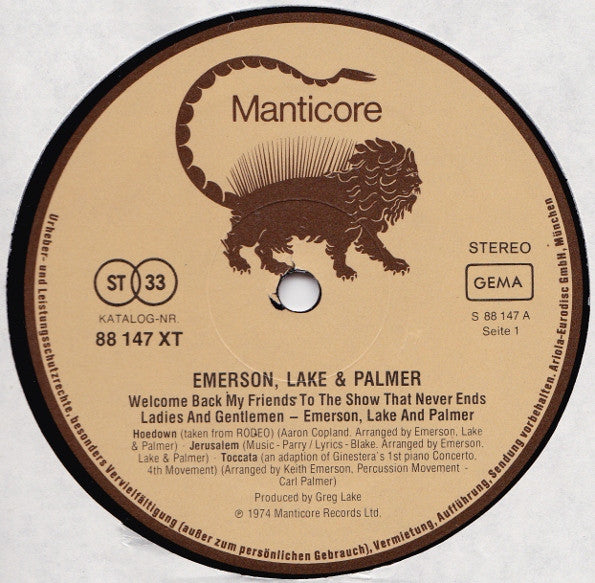 Manticore
ST 33
STEREO
GEMA
KATALOG-NR.
88 147 XT
S 88 147 A
Seite 1
EMERSON, LAKE & PALMER
Welcome Back My Friends To The Show That Never Ends
Ladies And Gentlemen – Emerson, Lake And Palmer
Hoedown (taken from RODEO) (Aaron Copland. Arranged by Emerson, Lake
& Palmer) · Jerusalem (Music - Parry / Lyrics - Blake. Arranged by Emerson,
Lake & Palmer) · Toccata (an adaption of Ginestera's 1st piano Concerto,
4th Movement) (Arranged by Keith Emerson, Percussion Movement -
Carl Palmer)
Produced by Greg Lake
℗ 1974 Manticore Records Ltd.
Urheber- und Leistungsschutzrechte, besonders Vervielfältigung (außer zum persönlichen Gebrauch), Vermietung, Aufführung, Sendung vorbehalten. Ariola-Eurodisc GmbH, München